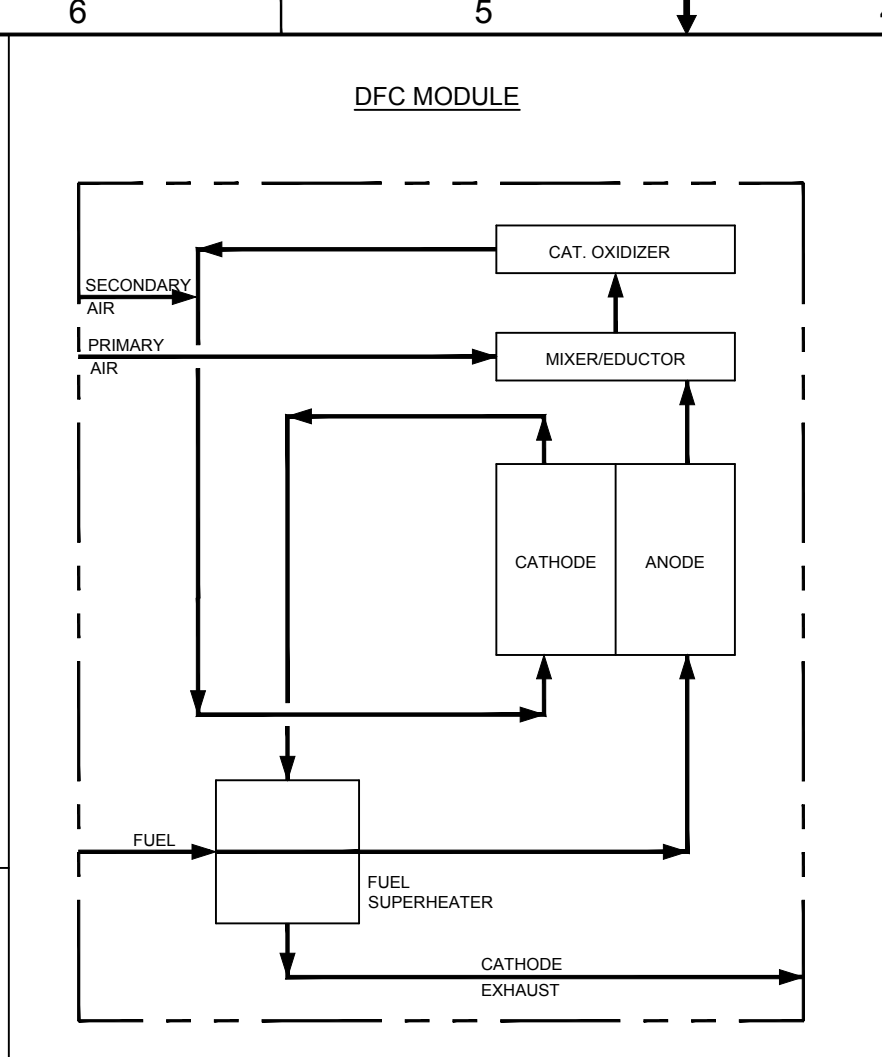 6
5
DFC MODULE
CAT. OXIDIZER
SECONDARY
AIR
PRIMARY
AIR
MIXER/EDUCTOR
CATHODE
ANODE
FUEL
FUEL
SUPERHEATER
CATHODE
EXHAUST